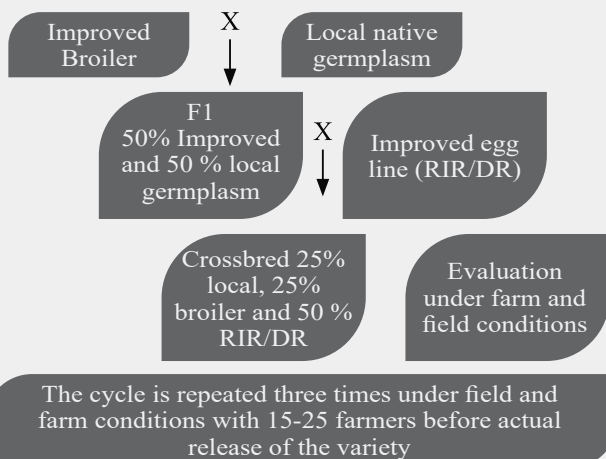 Improved
Broiler
X
Local native
germplasm
F1
50% Improved
and 50 % local
germplasm
X
Improved egg
line (RIR/DR)
Crossbred 25%
local, 25%
broiler and 50 %
RIR/DR
Evaluation
under farm and
field conditions
The cycle is repeated three times under field and
farm conditions with 15-25 farmers before actual
release of the variety